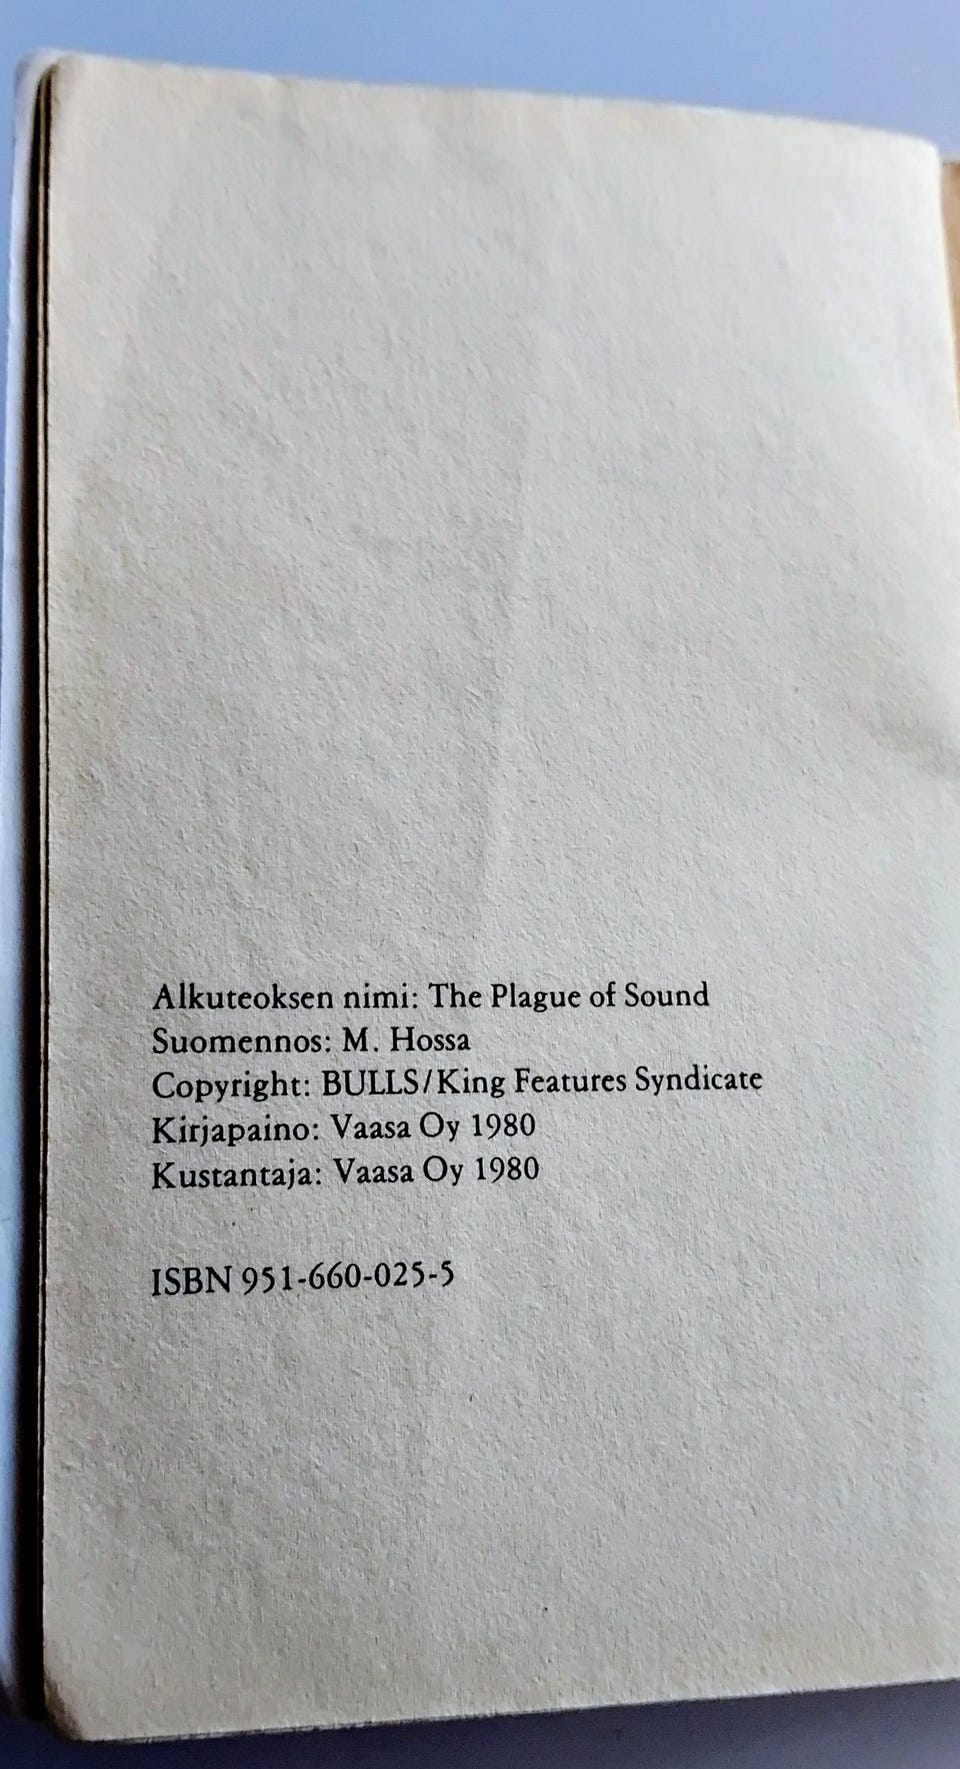 Alkuteoksen nimi: The Plague of Sound
Suomennos: M. Hossa
Copyright: BULLS/King Features Syndicate
Kirjapaino: Vaasa Oy 1980
Kustantaja: Vaasa Oy 1980
ISBN 951-660-025-5